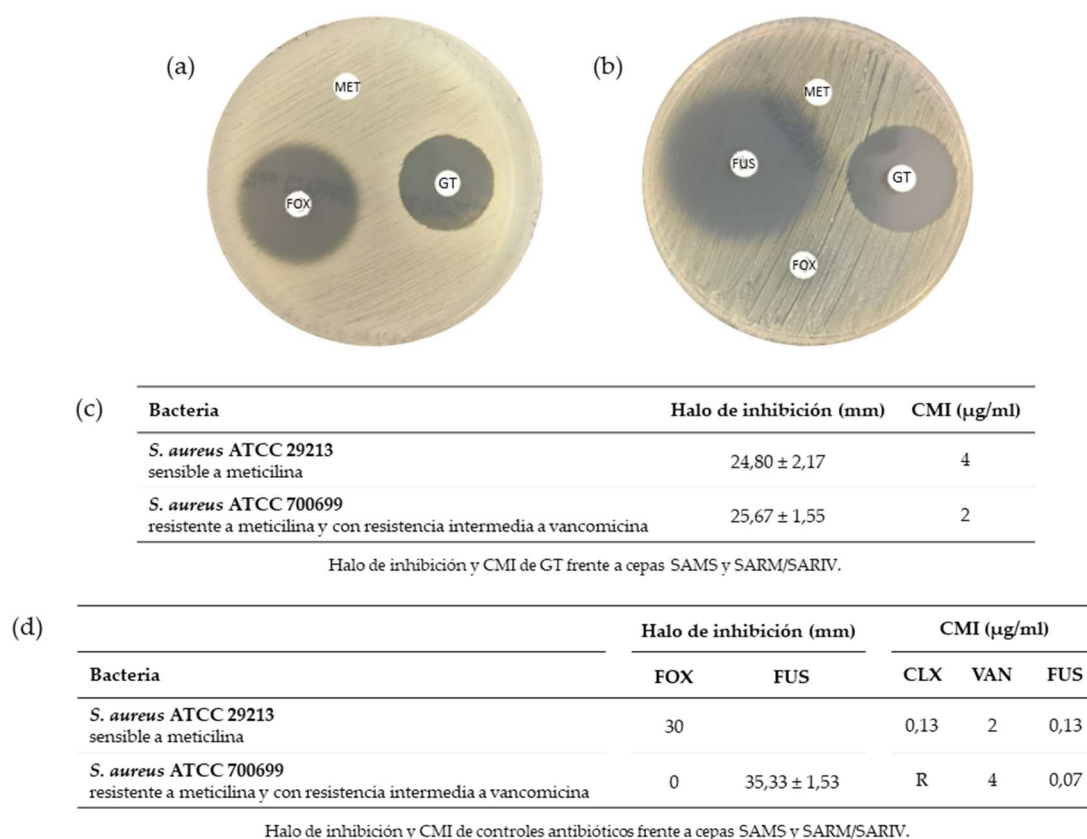 (a)
MET
FOX
GT
(b)
MET
FUS
GT
FOX
(c)
Bacteria Halo de inhibición (mm) CMI (µg/ml)
S. aureus ATCC 29213
sensible a meticilina
24,80 ± 2,17 4
S. aureus ATCC 700699
resistente a meticilina y con resistencia intermedia a vancomicina
25,67 ± 1,55 2
Halo de inhibición y CMI de GT frente a cepas SAMS y SARM/SARIV.
(d)
Halo de inhibición (mm) CMI (µg/ml)
Bacteria FOX FUS CLX VAN FUS
S. aureus ATCC 29213
sensible a meticilina
30 0,13 2 0,13
S. aureus ATCC 700699
resistente a meticilina y con resistencia intermedia a vancomicina
0 35,33 ± 1,53 R 4 0,07
Halo de inhibición y CMI de controles antibióticos frente a cepas SAMS y SARM/SARIV.